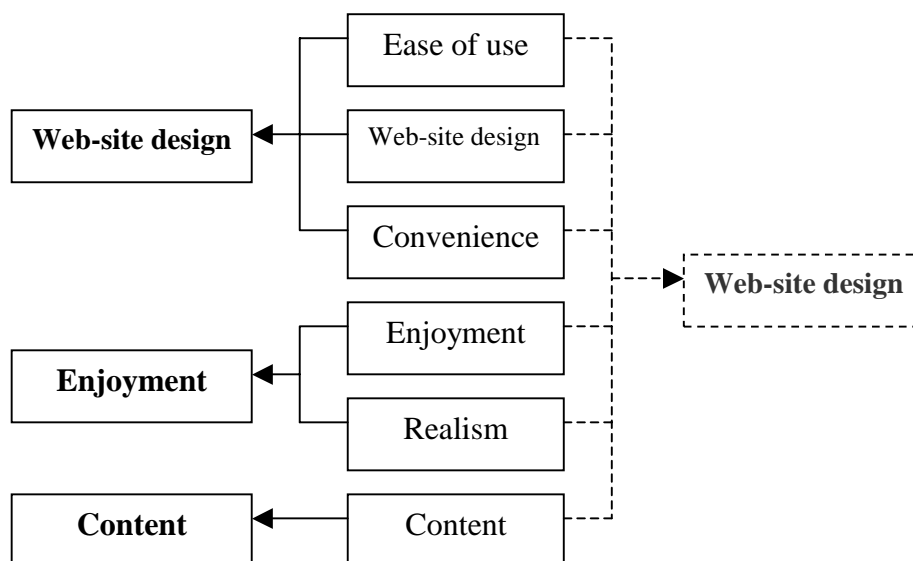 Ease of use
Web-site design
Web-site design
Convenience
Web-site design
Enjoyment
Enjoyment
Realism
Content
Content